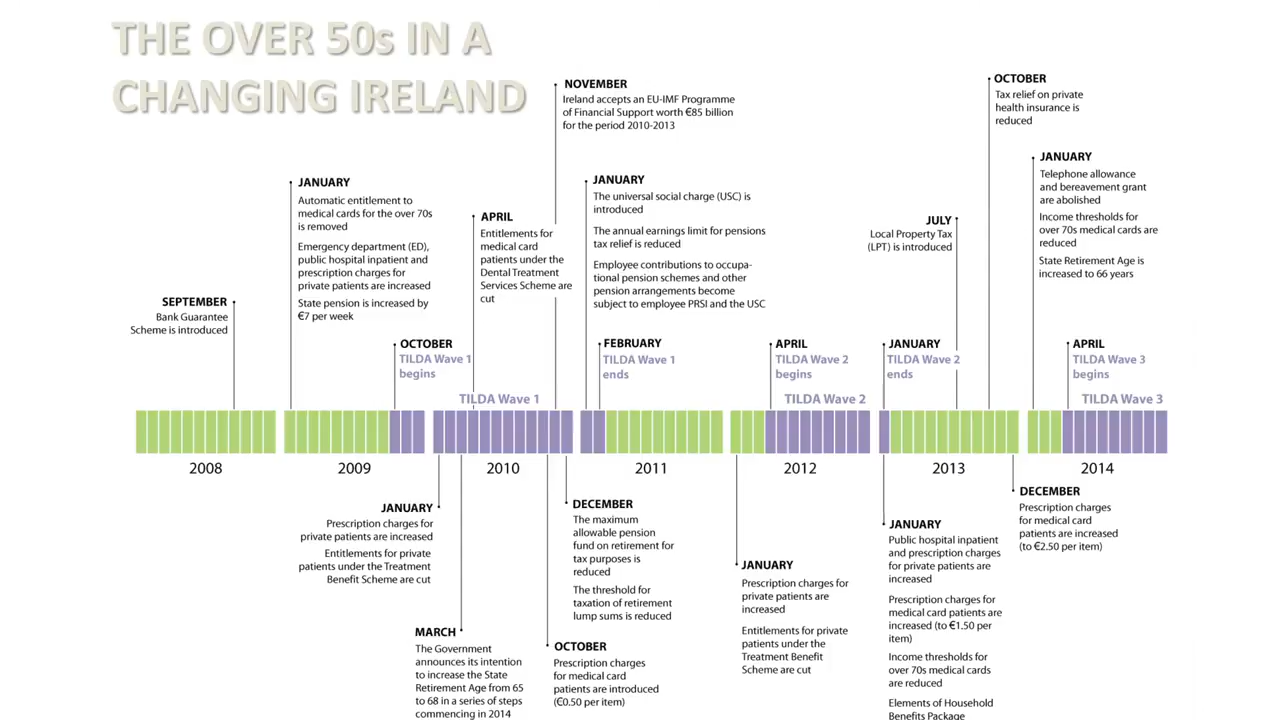 THE OVER 50s IN A
CHANGING IRELAND
NOVEMBER
Ireland accepts an EU-IMF Programme
of Financial Support worth €85 billion
for the period 2010-2013
OCTOBER
Tax relief on private
health insurance is
reduced
JANUARY
Automatic entitlement to
medical cards for the over 70s
is removed
Emergency department (ED),
public hospital inpatient and
prescription charges for
private patients are increased
State pension is increased by
€7 per week
APRIL
Entitlements for
medical card
patients under the
Dental Treatment
Services Scheme are
cut
JANUARY
The universal social charge (USC) is
introduced
The annual earnings limit for pensions
tax relief is reduced
Employee contributions to occupa-
tional pension schemes and other
pension arrangements become
subject to employee PRSI and the USC
JULY
Local Property Tax
(LPT) is introduced
JANUARY
Telephone allowance
and bereavement grant
are abolished
Income thresholds for
over 70s medical cards are
reduced
State Retirement Age is
increased to 66 years
SEPTEMBER
Bank Guarantee
Scheme is introduced
OCTOBER
TILDA Wave 1
begins
FEBRUARY
TILDA Wave 1
ends
APRIL
TILDA Wave 2
begins
JANUARY
TILDA Wave 2
ends
APRIL
TILDA Wave 3
begins
TILDA Wave 1
TILDA Wave 2
TILDA Wave 3
2008
2009
2010
2011
2012
2013
2014
JANUARY
Prescription charges for
private patients are increased
Entitlements for private
patients under the Treatment
Benefit Scheme are cut
MARCH
The Government
announces its intention
to increase the State
Retirement Age from 65
to 68 in a series of steps
commencing in 2014
DECEMBER
The maximum
allowable pension
fund on retirement for
tax purposes is
reduced
The threshold for
taxation of retirement
lump sums is reduced
OCTOBER
Prescription charges
for medical card
patients are introduced
(€0.50 per item)
JANUARY
Prescription charges for
private patients are
increased
Entitlements for private
patients under the
Treatment Benefit
Scheme are cut
JANUARY
Public hospital inpatient
and prescription charges
for private patients are
increased
Prescription charges for
medical card patients are
increased (to €1.50 per
item)
Income thresholds for
over 70s medical cards
are reduced
Elements of Household
Benefits Package
DECEMBER
Prescription charges
for medical card
patients are increased
(to €2.50 per item)